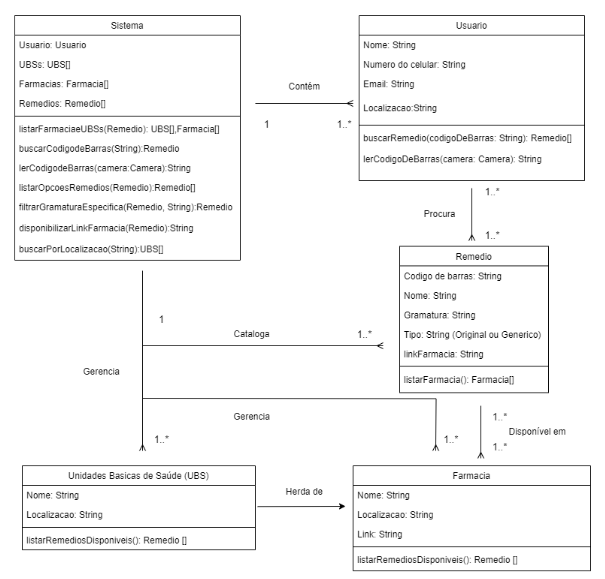 Sistema
Usuario: Usuario
UBSs: UBS[]
Farmacias: Farmacia[]
Remedios: Remedio[]
listarFarmaciaeUBSs(Remedio): UBS[],Farmacia[]
buscarCodigodeBarras(String):Remedio
lerCodigodeBarras(camera:Camera):String
listarOpcoesRemedios(Remedio):Remedio[]
filtrarGramaturaEspecifica(Remedio, String):Remedio
disponibilizarLinkFarmacia(Remedio):String
buscarPorLocalizacao(String):UBS[]
Contém
1
1..*
Usuario
Nome: String
Numero do celular: String
Email: String
Localizacao:String
buscarRemedio(codigoDeBarras: String): Remedio[]
lerCodigoDeBarras(camera: Camera): String
1..*
Procura
1..*
Remedio
Codigo de barras: String
Nome: String
Gramatura: String
Tipo: String (Original ou Generico)
linkFarmacia: String
listarFarmacia(): Farmacia[]
1
Cataloga
1..*
Gerencia
Gerencia
1..*
1..*
1..*
Disponível em
1..*
Unidades Basicas de Saúde (UBS)
Nome: String
Localizacao: String
listarRemediosDisponiveis(): Remedio []
Herda de
Farmacia
Nome: String
Localizacao: String
Link: String
listarRemediosDisponiveis(): Remedio []